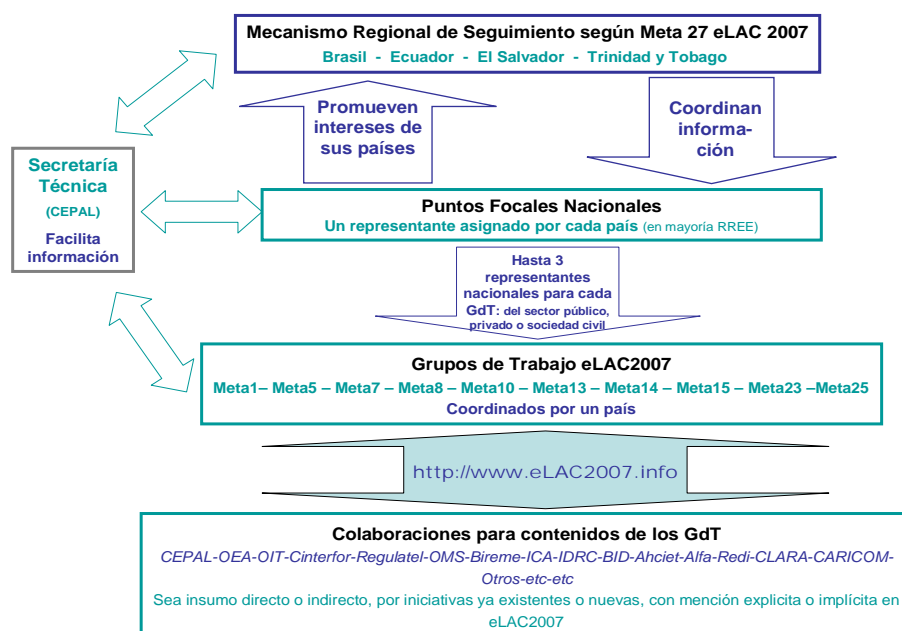 Mecanismo Regional de Seguimiento según Meta 27 eLAC 2007
Brasil - Ecuador - El Salvador - Trinidad y Tobago
Promueven
intereses de
sus países
Coordinan
informa-
ción
Secretaría
Técnica
(CEPAL)
Facilita
información
Puntos Focales Nacionales
Un representante asignado por cada país (en mayoría RREE)
Hasta 3
representantes
nacionales para cada
GdT: del sector público,
privado o sociedad civil
Grupos de Trabajo eLAC2007
Meta1– Meta5 – Meta7 – Meta8 – Meta10 – Meta13 – Meta14 – Meta15 – Meta23 –Meta25
Coordinados por un país
http://www.eLAC2007.info
Colaboraciones para contenidos de los GdT
CEPAL-OEA-OIT-Cinterfor-Regulatel-OMS-Bireme-ICA-IDRC-BID-Ahciet-Alfa-Redi-CLARA-CARICOM-
Otros-etc-etc
Sea insumo directo o indirecto, por iniciativas ya existentes o nuevas, con mención explicita o implícita en
eLAC2007